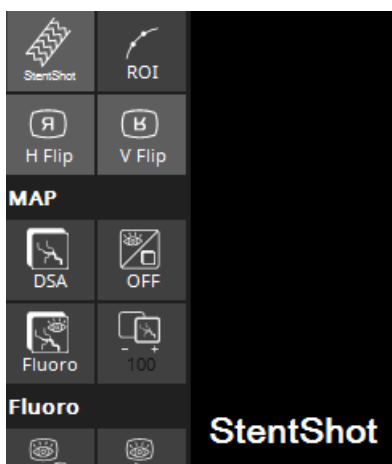 StentShot ROI
H Flip V Flip
MAP
DSA OFF
Fluoro - + 100
Fluoro
StentShot